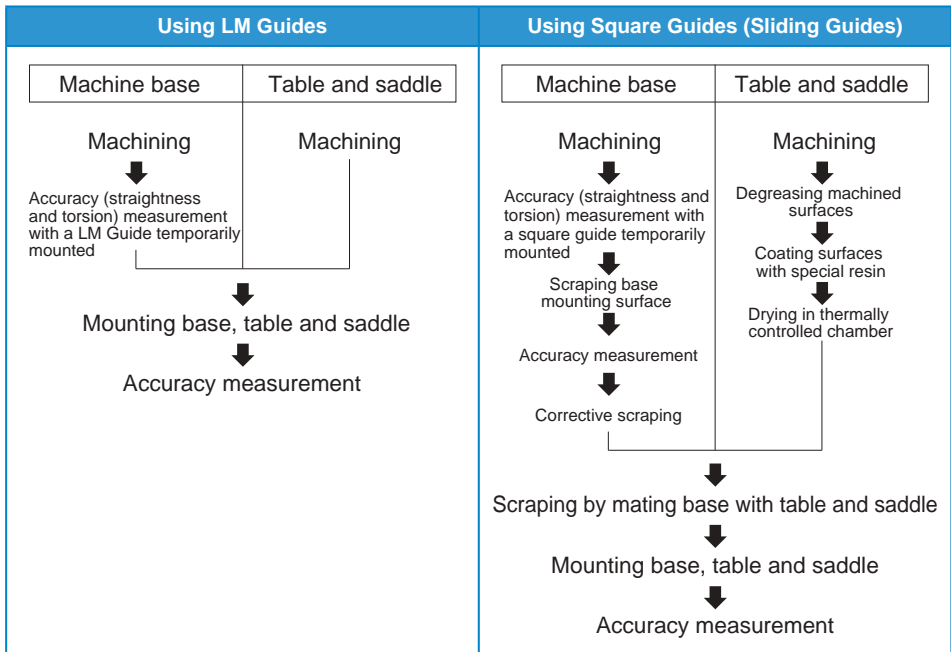 Using LM Guides
Machine base
Table and saddle
Machining
Accuracy (straightness
and torsion) measurement
with a LM Guide temporarily
mounted
Machining
Mounting base, table and saddle
Accuracy measurement
Using Square Guides (Sliding Guides)
Machine base
Table and saddle
Machining
Accuracy (straightness and
torsion) measurement with
a square guide temporarily
mounted
Scraping base
mounting surface
Accuracy measurement
Corrective scraping
Machining
Degreasing machined
surfaces
Coating surfaces
with special resin
Drying in thermally
controlled chamber
Scraping by mating base with table and saddle
Mounting base, table and saddle
Accuracy measurement